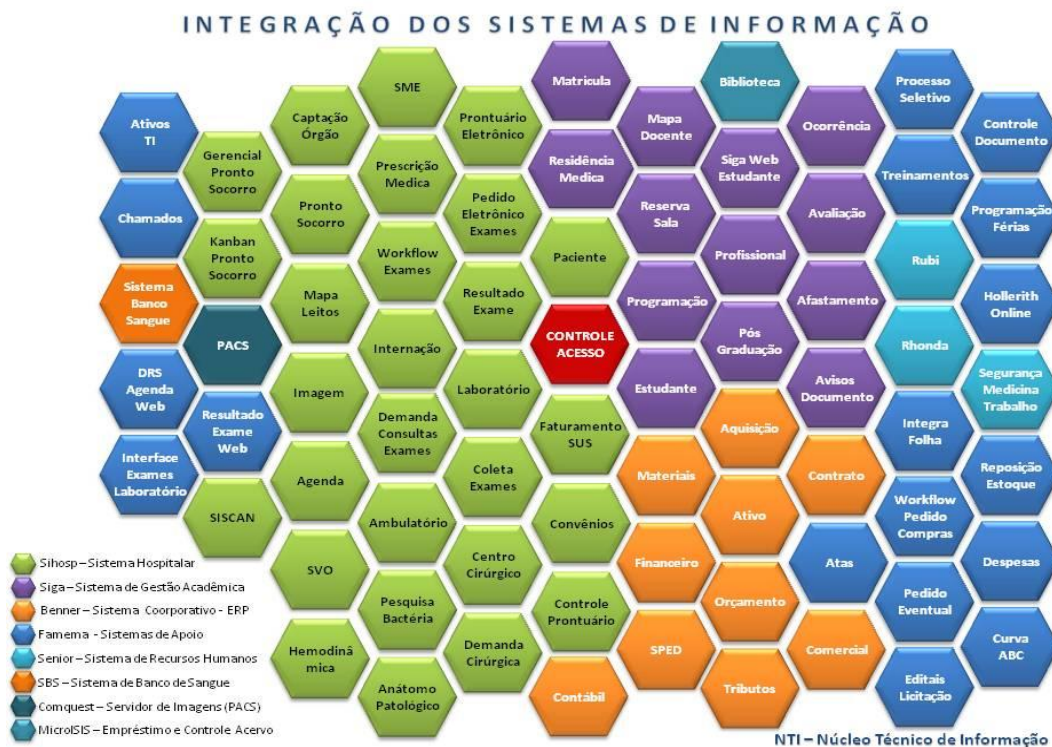 INTEGRAÇÃO DOS SISTEMAS DE INFORMAÇÃO
Ativos
TI
Chamados
Sistema
Banco
Sangue
DRS
Agenda
Web
Interface
Exames
Laboratório
Gerencial
Pronto
Socorro
Kanban
Pronto
Socorro
PACS
Resultado
Exame
Web
SISCAN
Captação
Órgão
Pronto
Socorro
Mapa
Leitos
Imagem
Agenda
SVO
Hemodinâ
mica
SME
Prescrição
Medica
Workflow
Exames
Internação
Demanda
Consultas
Exames
Ambulatório
Pesquisa
Bactéria
Anátomo
Patológico
Prontuário
Eletrônico
Pedido
Eletrônico
Exames
Resultado
Exame
Laboratório
Coleta
Exames
Centro
Cirúrgico
Demanda
Cirúrgica
Matricula
Residência
Medica
Paciente
CONTROLE
ACESSO
Faturamento
SUS
Convênios
Controle
Prontuário
Contábil
Mapa
Docente
Reserva
Sala
Programação
Estudante
Materiais
Financeiro
SPED
Biblioteca
Siga Web
Estudante
Profissional
Pós
Graduação
Aquisição
Ativo
Orçamento
Tributos
Ocorrência
Avaliação
Afastamento
Avisos
Documento
Contrato
Atas
Comercial
Processo
Seletivo
Treinamentos
Rubi
Rhonda
Integra
Folha
Workflow
Pedido
Compras
Pedido
Eventual
Editais
Licitação
Controle
Documento
Programação
Férias
Hollerith
Online
Segurança
Medicina
Trabalho
Reposição
Estoque
Despesas
Curva
ABC
Sihosp – Sistema Hospitalar
Siga – Sistema de Gestão Acadêmica
Benner – Sistema Coorporativo - ERP
Famema - Sistemas de Apoio
Senior – Sistema de Recursos Humanos
SBS – Sistema de Banco de Sangue
Comquest – Servidor de Imagens (PACS)
MicroISIS – Empréstimo e Controle Acervo
NTI – Núcleo Técnico de Informação